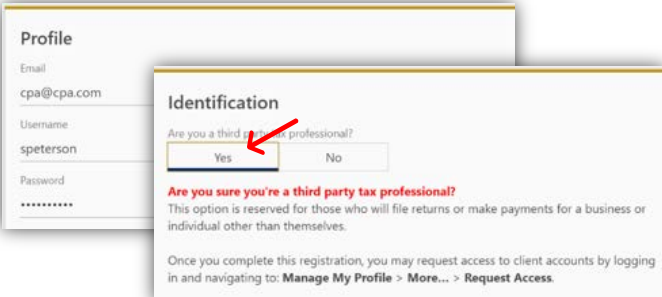 Profile
Email
cpa@cpa.com
Username
speterson
Password
••••••••••
Identification
Are you a third party tax professional?
Yes
No
Are you sure you're a third party tax professional?
This option is reserved for those who will file returns or make payments for a business or
individual other than themselves.
Once you complete this registration, you may request access to client accounts by logging
in and navigating to: Manage My Profile > More... > Request Access.